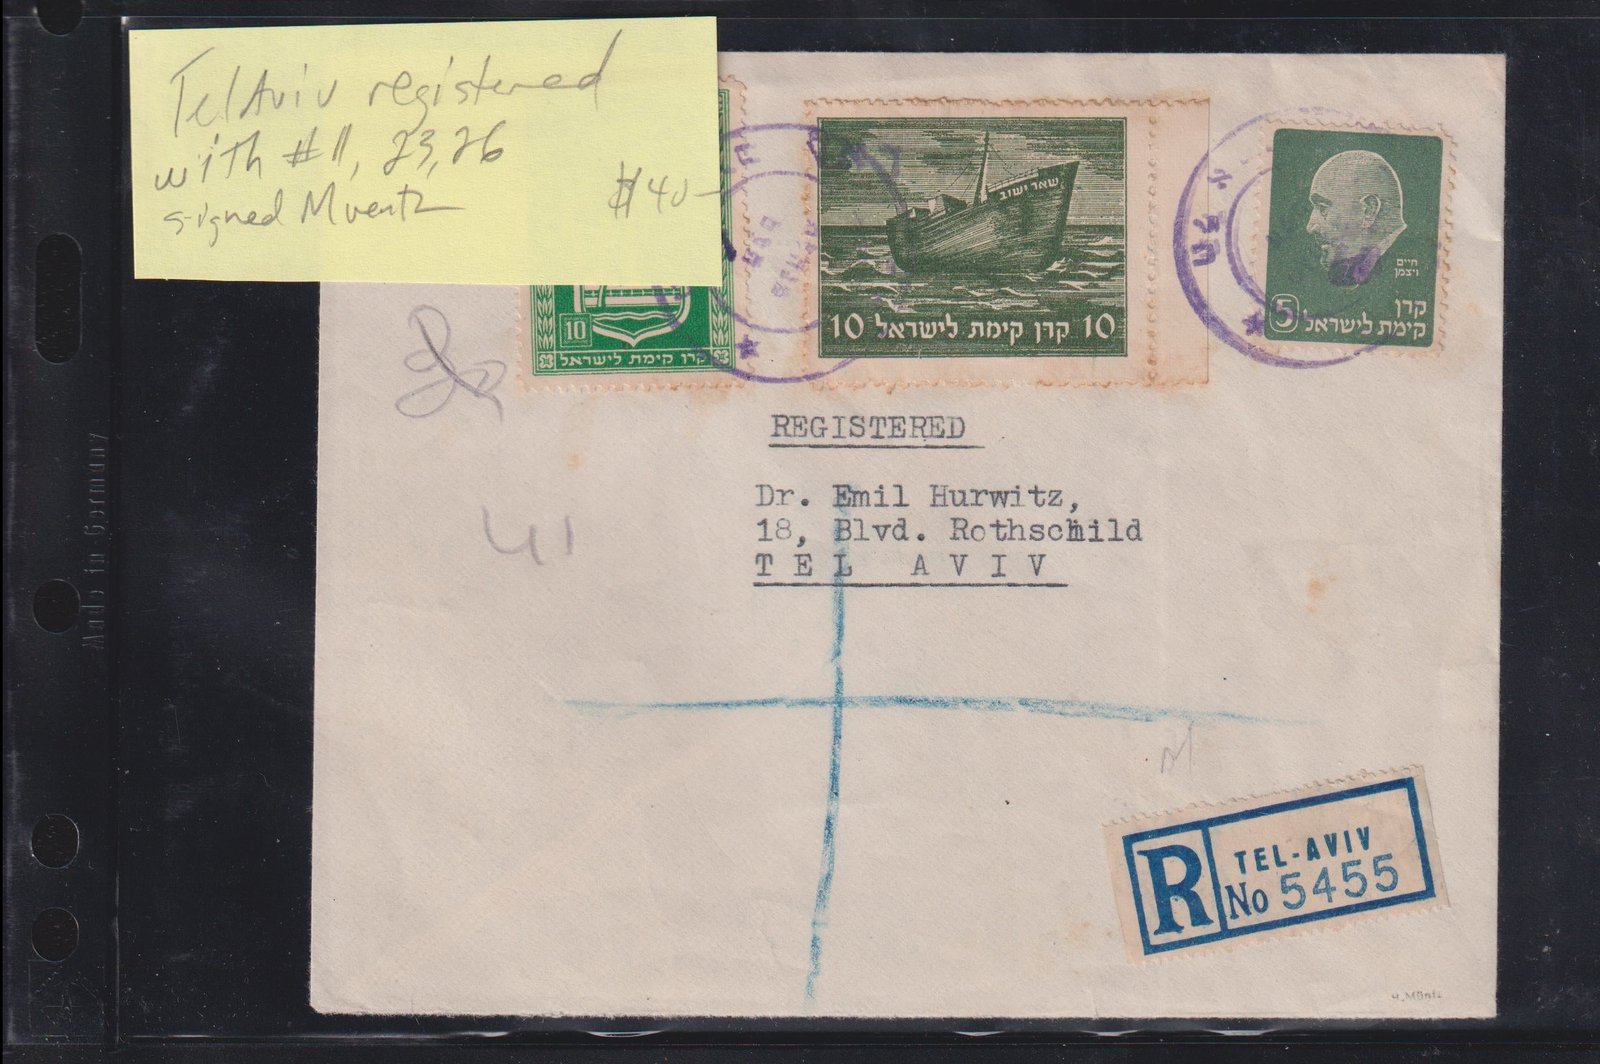 Tel Aviv registered
with #11, 23, 26
signed Muentz
$40-
10
קרן קימת לישראל
שאר ישוב
10 קרן קימת לישראל 10
חיים
ויצמן
קרן
קימת לישראל 5
REGISTERED
Dr. Emil Hurwitz,
18, Blvd. Rothschild
TEL AVIV
41
R
TEL-AVIV
No 5455
H. Müntz
Made in Germany